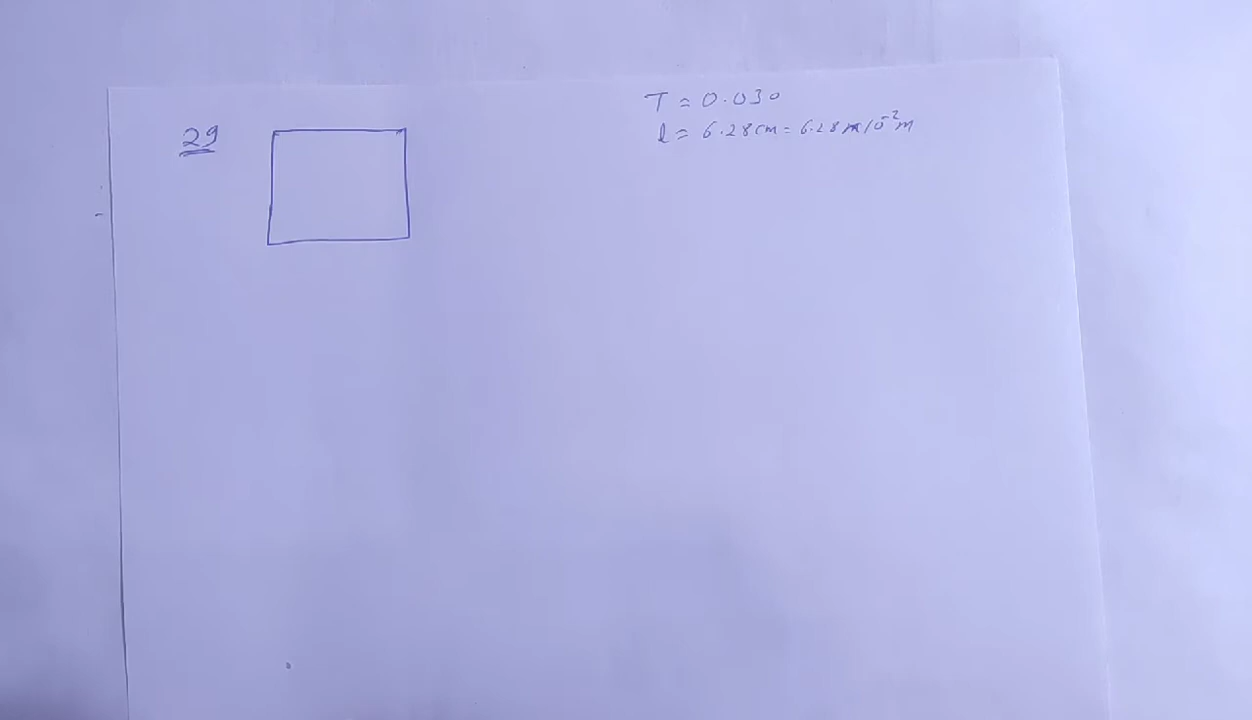 29
T = 0.030
l = 6.28cm = 6.28 x 10⁻²m